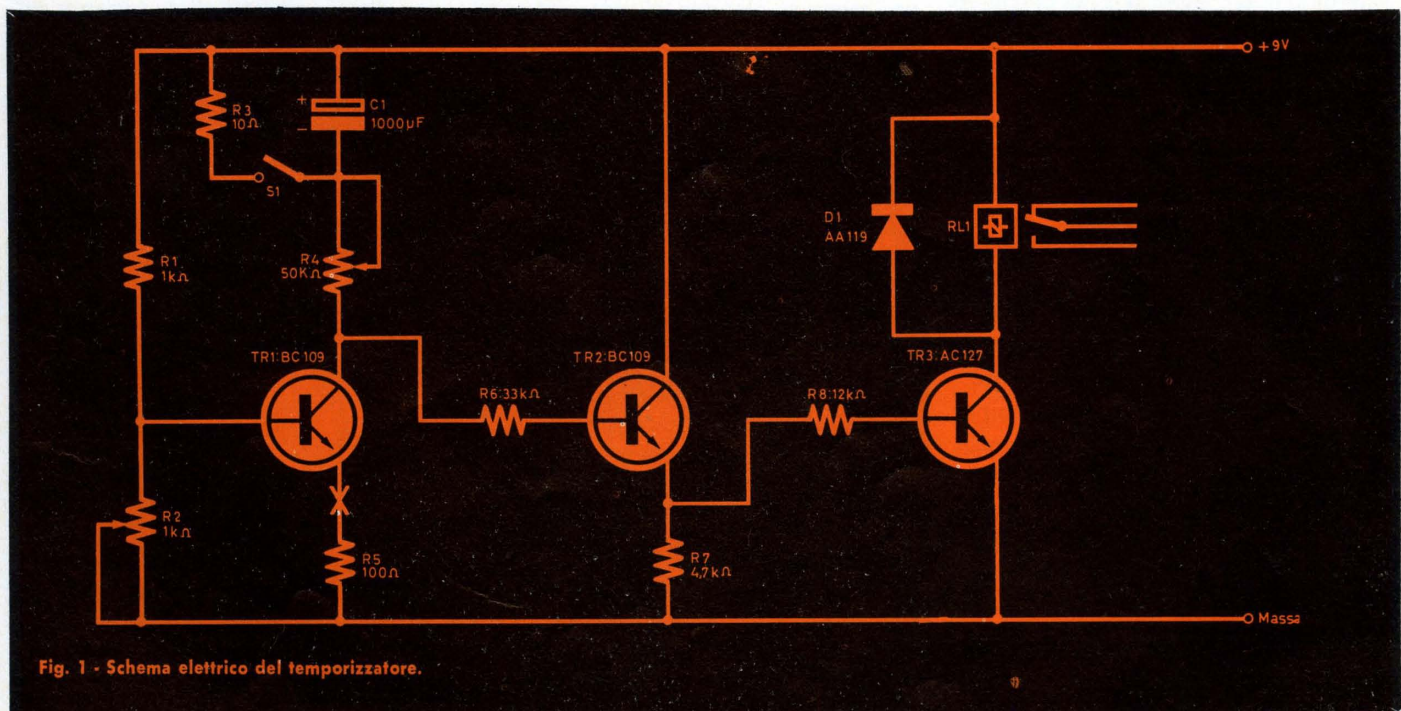 +9V
+
C1
R3
10Ω
1000µF
−
S1
D1
AA119
RL1
R1
1kΩ
R4
50KΩ
TR1:BC109
TR2:BC109
TR3:AC127
R6:33kΩ
R8:12kΩ
R2
1kΩ
R5
100Ω
R7
4,7kΩ
Massa
Fig. 1 - Schema elettrico del temporizzatore.